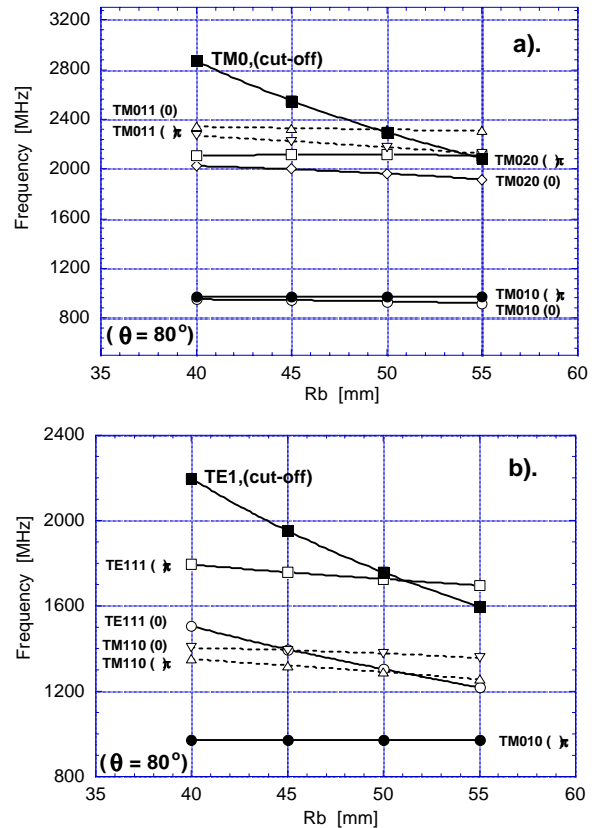 3200
a).
2800
TM0,(cut-off)
2400
TM011 (0)
TM011 ( )π
2000
TM020 ( )π
TM020 (0)
1600
1200
TM010 ( )π
800
TM010 (0)
( θ = 80°)
Frequency [MHz]
35 40 45 50 55 60
Rb [mm]
2400
b).
TE1,(cut-off)
2000
TE111 ( )π
1600
TE111 (0)
TM110 (0)
TM110 ( )π
1200
TM010 ( )π
800
(θ = 80°)
Frequency [MHz]
35 40 45 50 55 60
Rb [mm]